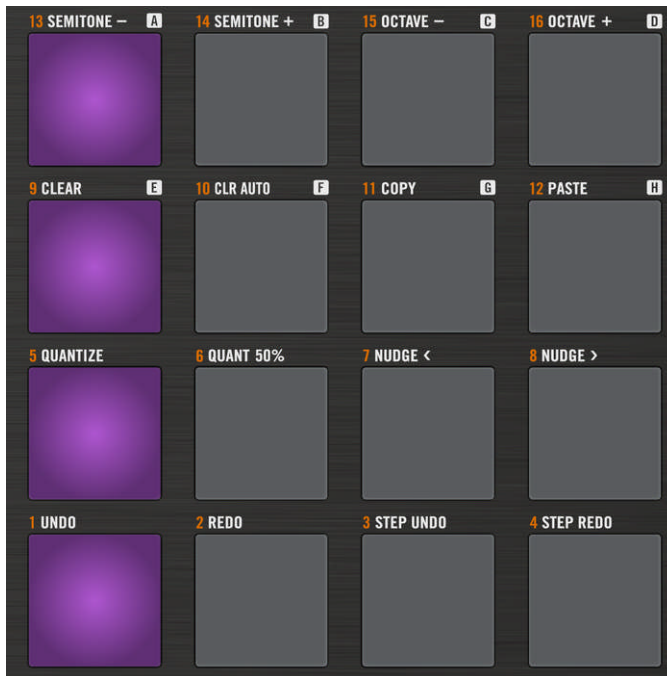 13 SEMITONE − A 14 SEMITONE + B 15 OCTAVE − C 16 OCTAVE + D
9 CLEAR E 10 CLR AUTO F 11 COPY G 12 PASTE H
5 QUANTIZE 6 QUANT 50% 7 NUDGE < 8 NUDGE >
1 UNDO 2 REDO 3 STEP UNDO 4 STEP REDO